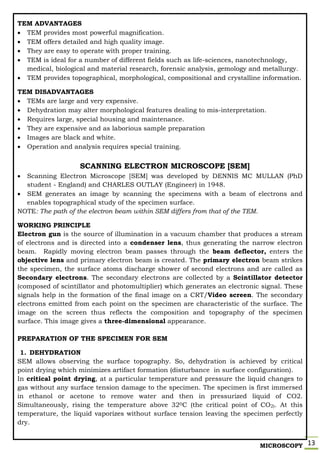 TEM ADVANTAGES
• TEM provides most powerful magnification.
• TEM offers detailed and high quality image.
• They are easy to operate with proper training.
• TEM is ideal for a number of different fields such as life-sciences, nanotechnology,
medical, biological and material research, forensic analysis, gemology and metallurgy.
• TEM provides topographical, morphological, compositional and crystalline information.
TEM DISADVANTAGES
• TEMs are large and very expensive.
• Dehydration may alter morphological features dealing to mis-interpretation.
• Requires large, special housing and maintenance.
• They are expensive and as laborious sample preparation
• Images are black and white.
• Operation and analysis requires special training.
SCANNING ELECTRON MICROSCOPE [SEM]
• Scanning Electron Microscope [SEM] was developed by DENNIS MC MULLAN (PhD
student - England) and CHARLES OUTLAY (Engineer) in 1948.
• SEM generates an image by scanning the specimens with a beam of electrons and
enables topographical study of the specimen surface.
NOTE: The path of the electron beam within SEM differs from that of the TEM.
WORKING PRINCIPLE
Electron gun is the source of illumination in a vacuum chamber that produces a stream
of electrons and is directed into a condenser lens, thus generating the narrow electron
beam. Rapidly moving electron beam passes through the beam deflector, enters the
objective lens and primary electron beam is created. The primary electron beam strikes
the specimen, the surface atoms discharge shower of second electrons and are called as
Secondary electrons. The secondary electrons are collected by a Scintillator detector
(composed of scintillator and photomultiplier) which generates an electronic signal. These
signals help in the formation of the final image on a CRT/Video screen. The secondary
electrons emitted from each point on the specimen are characteristic of the surface. The
image on the screen thus reflects the composition and topography of the specimen
surface. This image gives a three-dimensional appearance.
PREPARATION OF THE SPECIMEN FOR SEM
1. DEHYDRATION
SEM allows observing the surface topography. So, dehydration is achieved by critical
point drying which minimizes artifact formation (disturbance in surface configuration).
In critical point drying, at a particular temperature and pressure the liquid changes to
gas without any surface tension damage to the specimen. The specimen is first immersed
in ethanol or acetone to remove water and then in pressurized liquid of CO2.
Simultaneously, rising the temperature above 32⁰C (the critical point of CO₂). At this
temperature, the liquid vaporizes without surface tension leaving the specimen perfectly
dry.
MICROSCOPY 13